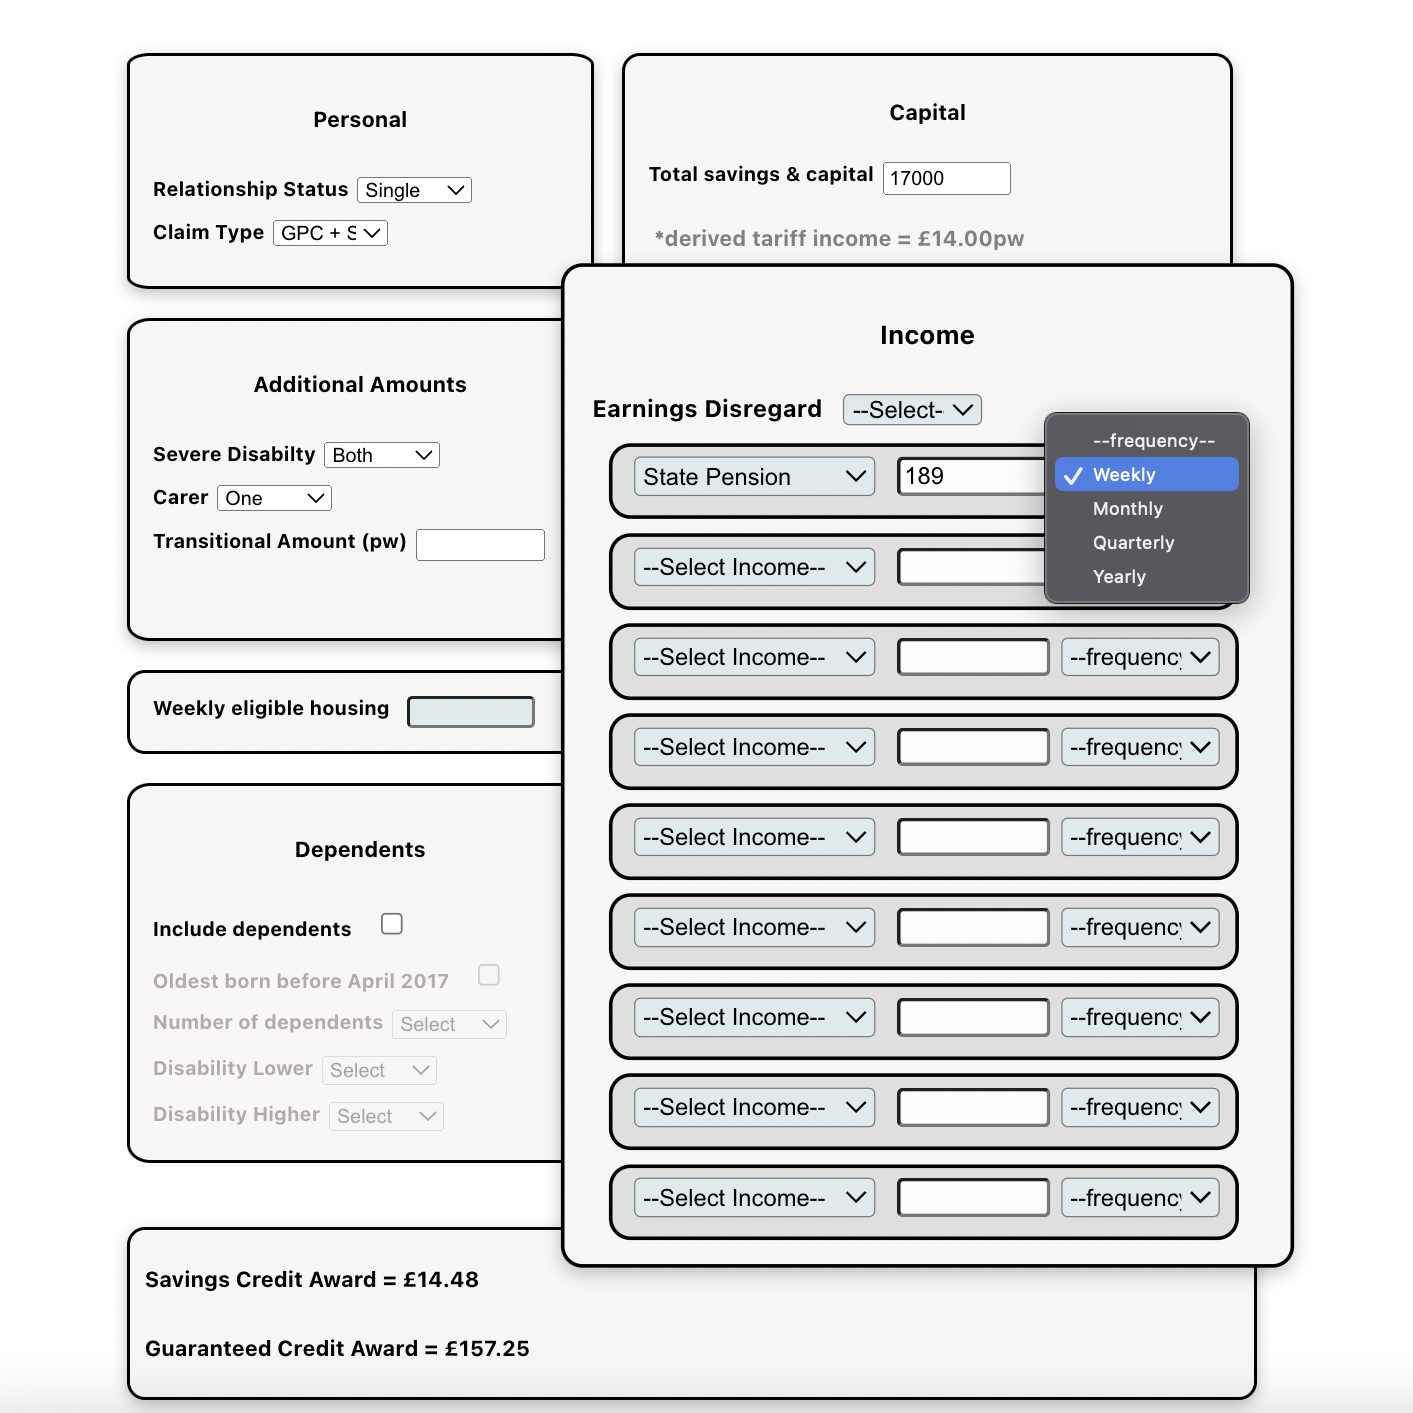 Personal
Relationship Status Single
Claim Type GPC + S
Capital
Total savings & capital 17000
*derived tariff income = £14.00pw
Additional Amounts
Severe Disabilty Both
Carer One
Transitional Amount (pw)
Weekly eligible housing
Dependents
Include dependents
Oldest born before April 2017
Number of dependents Select
Disability Lower Select
Disability Higher Select
Income
Earnings Disregard --Select-
State Pension 189
--frequency--
Weekly
Monthly
Quarterly
Yearly
--Select Income--
--Select Income-- --frequency
--Select Income-- --frequency
--Select Income-- --frequency
--Select Income-- --frequency
--Select Income-- --frequency
--Select Income-- --frequency
--Select Income-- --frequency
Savings Credit Award = £14.48
Guaranteed Credit Award = £157.25